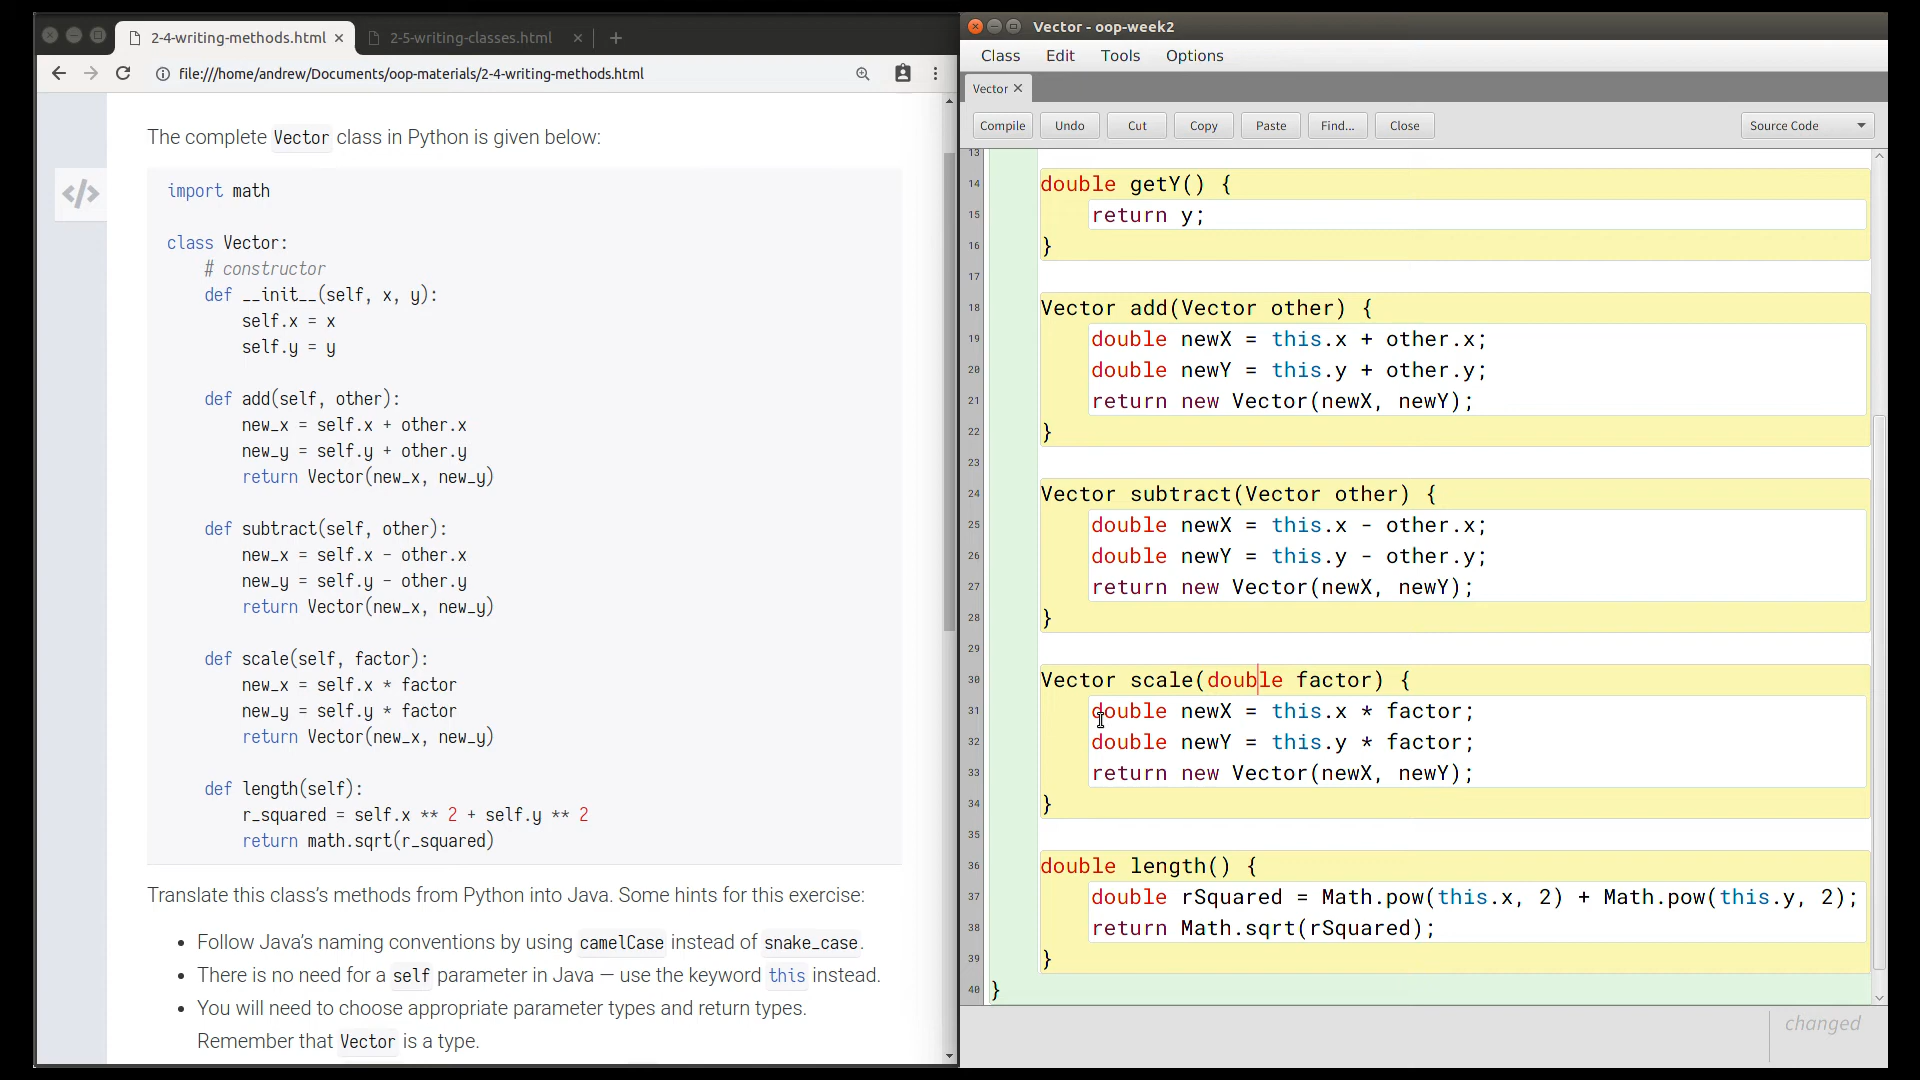 2-4-writing-methods.html
2-5-writing-classes.html
file:///home/andrew/Documents/oop-materials/2-4-writing-methods.html
The complete Vector class in Python is given below:
</>
import math
class Vector:
# constructor
def __init__(self, x, y):
self.x = x
self.y = y
def add(self, other):
new_x = self.x + other.x
new_y = self.y + other.y
return Vector(new_x, new_y)
def subtract(self, other):
new_x = self.x - other.x
new_y = self.y - other.y
return Vector(new_x, new_y)
def scale(self, factor):
new_x = self.x * factor
new_y = self.y * factor
return Vector(new_x, new_y)
def length(self):
r_squared = self.x ** 2 + self.y ** 2
return math.sqrt(r_squared)
Translate this class’s methods from Python into Java. Some hints for this exercise:
• Follow Java’s naming conventions by using camelCase instead of snake_case.
• There is no need for a self parameter in Java — use the keyword this instead.
• You will need to choose appropriate parameter types and return types.
Remember that Vector is a type.
Vector - oop-week2
Class Edit Tools Options
Vector
Compile Undo Cut Copy Paste Find... Close Source Code
13
14 double getY() {
15 return y;
16 }
17
18 Vector add(Vector other) {
19 double newX = this.x + other.x;
20 double newY = this.y + other.y;
21 return new Vector(newX, newY);
22 }
23
24 Vector subtract(Vector other) {
25 double newX = this.x - other.x;
26 double newY = this.y - other.y;
27 return new Vector(newX, newY);
28 }
29
30 Vector scale(double factor) {
31 double newX = this.x * factor;
32 double newY = this.y * factor;
33 return new Vector(newX, newY);
34 }
35
36 double length() {
37 double rSquared = Math.pow(this.x, 2) + Math.pow(this.y, 2);
38 return Math.sqrt(rSquared);
39 }
40 }
changed